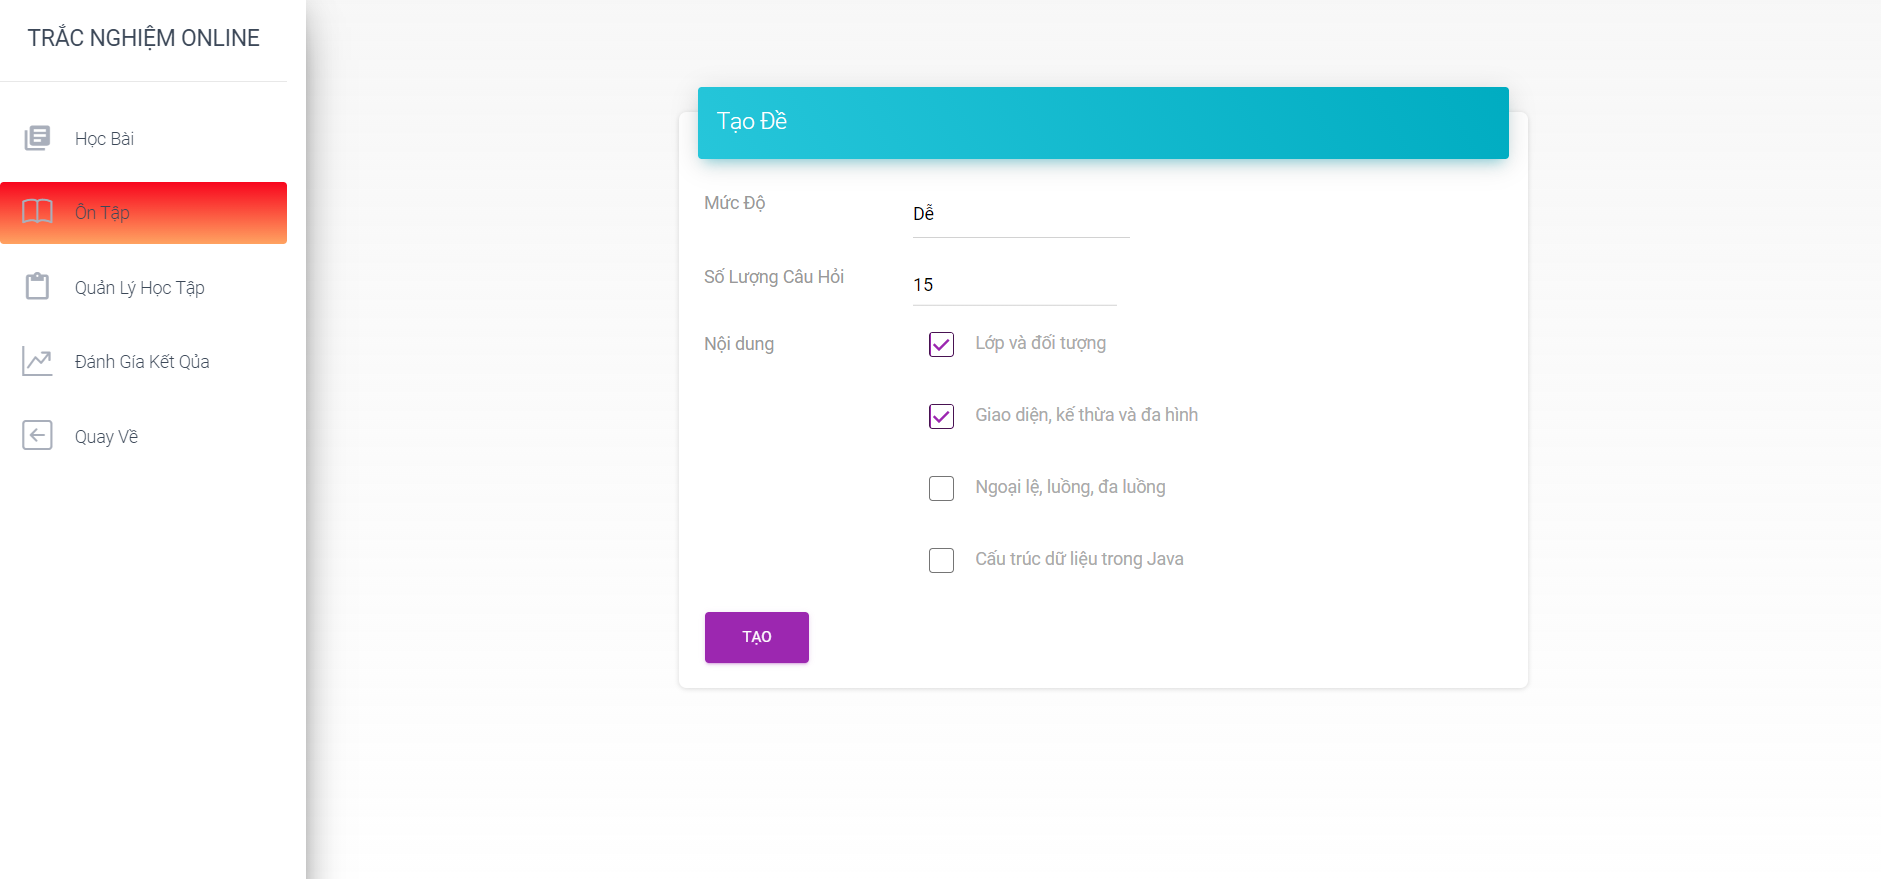 TRẮC NGHIỆM ONLINE
Học Bài
Ôn Tập
Quản Lý Học Tập
Đánh Gía Kết Qủa
Quay Về
Tạo Đề
Mức Độ
Dễ
Số Lượng Câu Hỏi
15
Nội dung
Lớp và đối tượng
Giao diện, kế thừa và đa hình
Ngoại lệ, luồng, đa luồng
Cấu trúc dữ liệu trong Java
TẠO